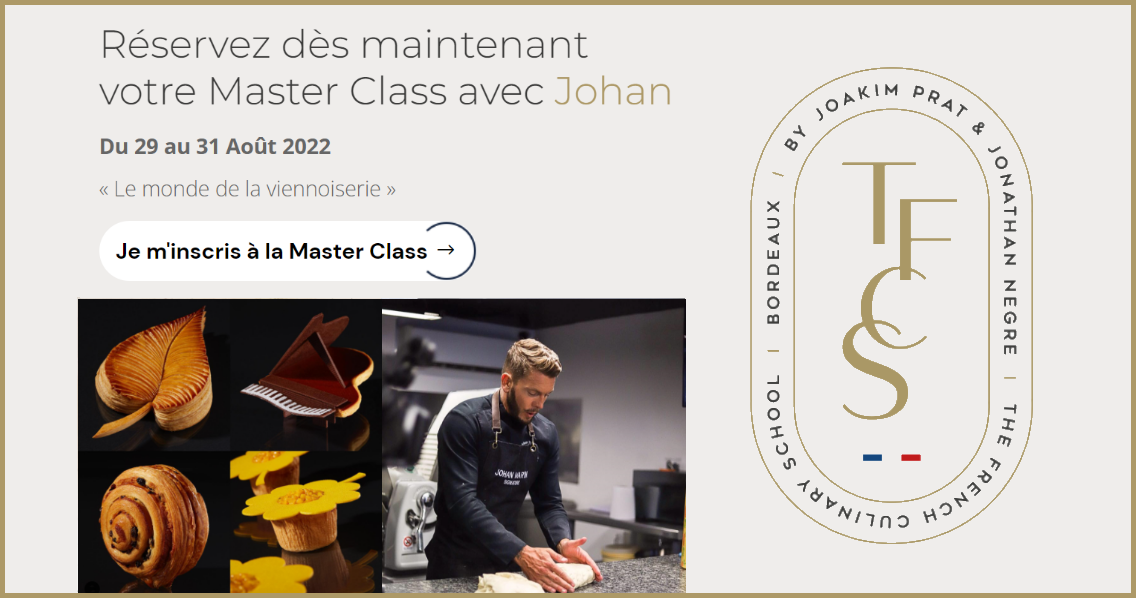 Réservez dès maintenant
votre Master Class avec Johan
Du 29 au 31 Août 2022
« Le monde de la viennoiserie »
Je m'inscris à la Master Class →
JOHAN
BY JOAKIM PRAT & JONATHAN NEGRE | THE FRENCH CULINARY SCHOOL | BORDEAUX |
TFCS